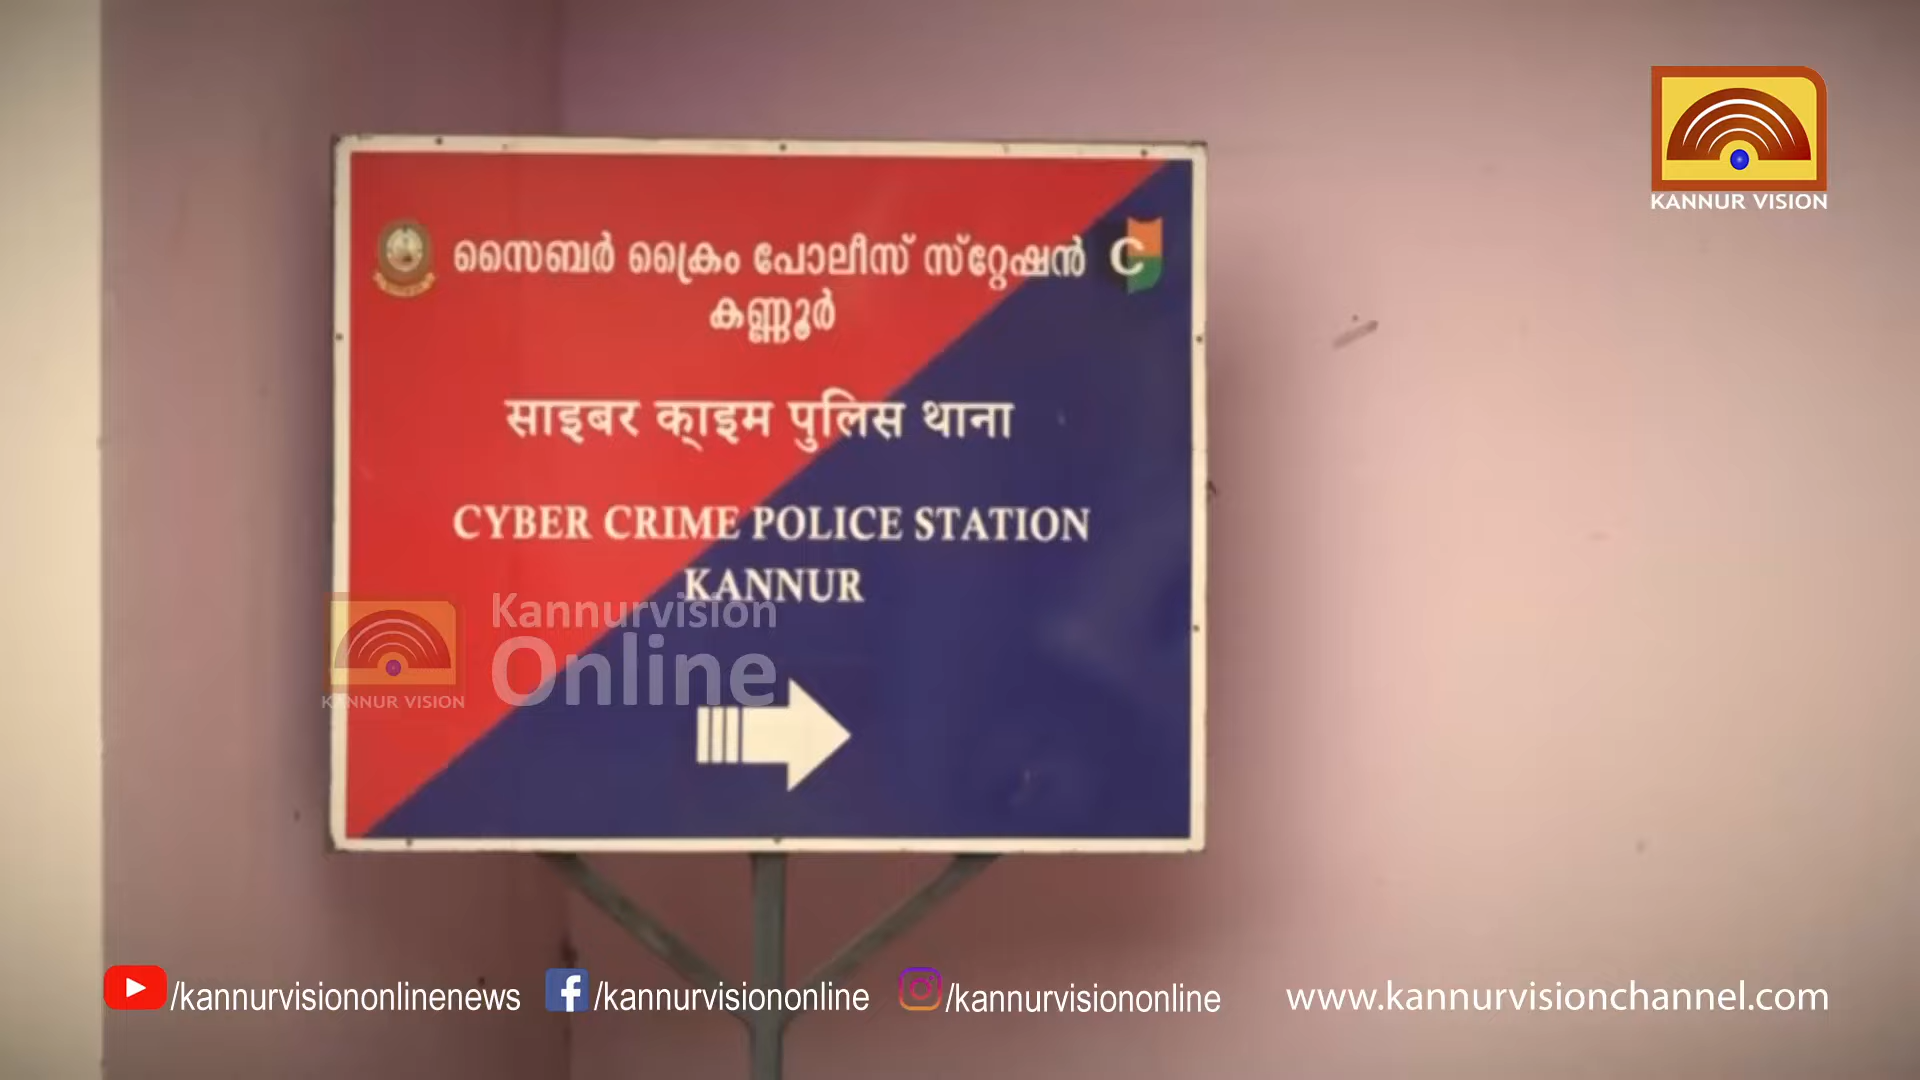 KANNUR VISION
സൈബർ ക്രൈം പോലീസ് സ്റ്റേഷൻ
കണ്ണൂർ
साइबर क्राइम पुलिस थाना
CYBER CRIME POLICE STATION
KANNUR
Kannurvision
Online
KANNUR VISION
/kannurvisiononlinenews
/kannurvisiononline
/kannurvisiononline
www.kannurvisionchannel.com